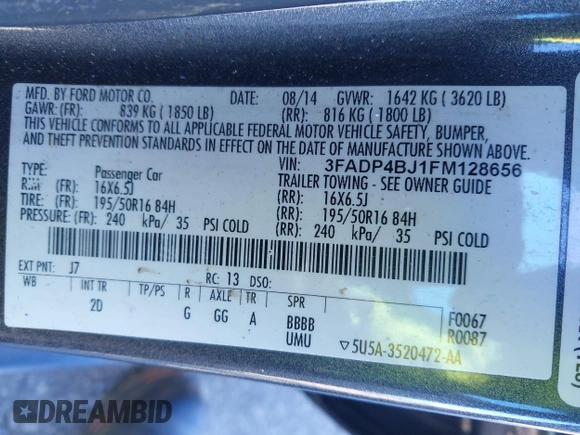 MFD. BY FORD MOTOR CO. DATE: 08/14 GVWR: 1642 KG ( 3620 LB)
GAWR: (FR): 839 KG ( 1850 LB) (RR): 816 KG ( 1800 LB)
THIS VEHICLE CONFORMS TO ALL APPLICABLE FEDERAL MOTOR VEHICLE SAFETY, BUMPER,
AND THEFT PREVENTION STANDARDS IN EFFECT ON THE DATE OF MANUFACTURE SHOWN ABOVE.
VIN: 3FADP4BJ1FM128656
TYPE: Passenger Car TRAILER TOWING - SEE OWNER GUIDE
RIM: (FR): 16X6.5J (RR): 16X6.5J
TIRE: (FR): 195/50R16 84H (RR): 195/50R16 84H
PRESSURE: (FR): 240 kPa/ 35 PSI COLD (RR): 240 kPa/ 35 PSI COLD
EXT PNT: J7 RC: 13 DSO:
WB INT TR TP/PS R AXLE TR SPR
2D G GG A BBBB F0067
UMU R0087
▽5U5A-3520472-AA
DREAMBID